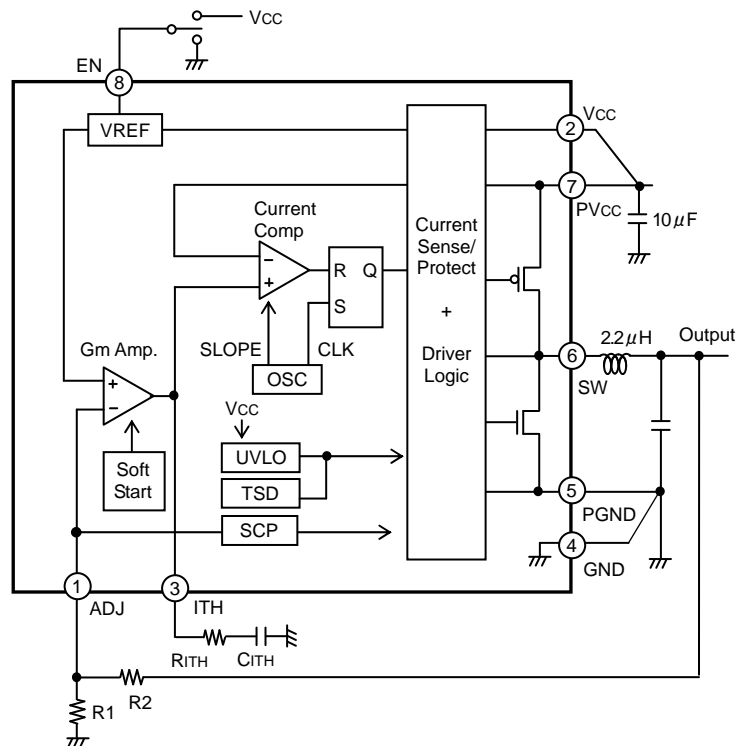 VCC
EN
8
VREF
VCC
2
7
PVCC
10μF
Current
Comp
Current
Sense/
Protect
+
Driver
Logic
−
+
R Q
S
SLOPE
CLK
OSC
Gm Amp.
+
−
2.2μH
Output
6
SW
VCC
UVLO
TSD
SCP
Soft
Start
5
PGND
4
GND
1
ADJ
3
ITH
RITH
CITH
R2
R1